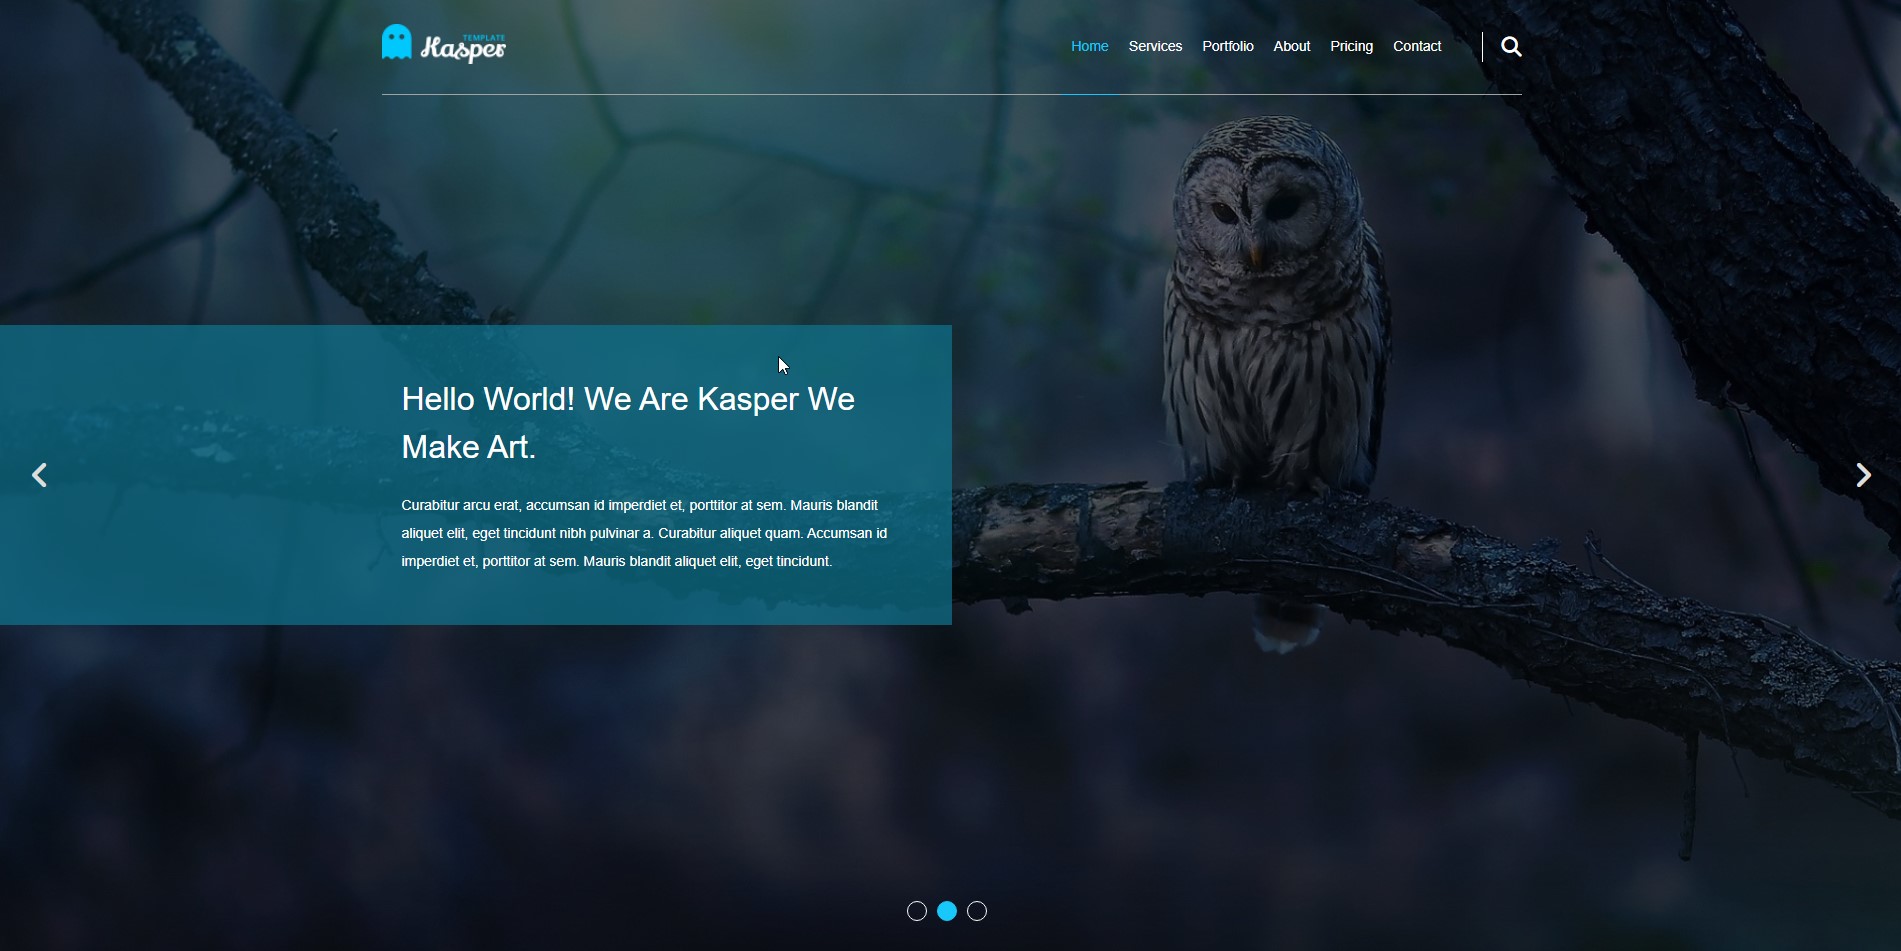 TEMPLATE
Kasper
Home Services Portfolio About Pricing Contact
Hello World! We Are Kasper We
Make Art.
Curabitur arcu erat, accumsan id imperdiet et, porttitor at sem. Mauris blandit
aliquet elit, eget tincidunt nibh pulvinar a. Curabitur aliquet quam. Accumsan id
imperdiet et, porttitor at sem. Mauris blandit aliquet elit, eget tincidunt.